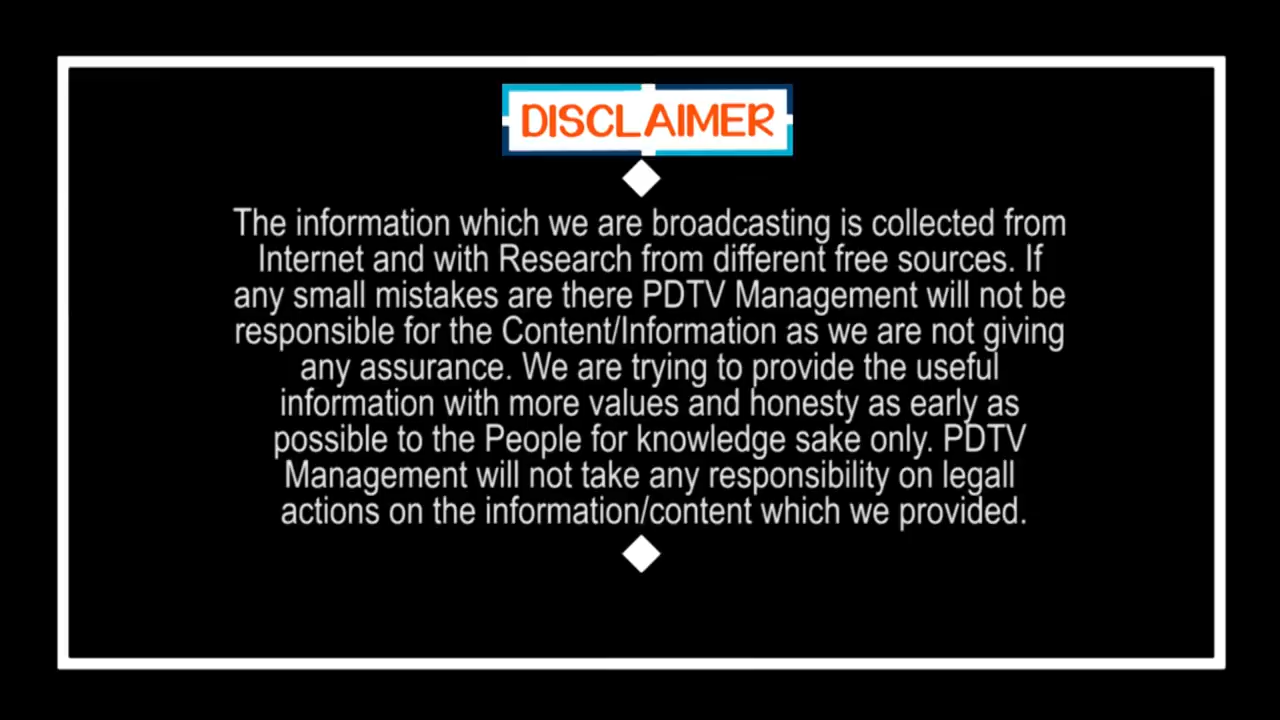 DISCLAIMER
The information which we are broadcasting is collected from
Internet and with Research from different free sources. If
any small mistakes are there PDTV Management will not be
responsible for the Content/Information as we are not giving
any assurance. We are trying to provide the useful
information with more values and honesty as early as
possible to the People for knowledge sake only. PDTV
Management will not take any responsibility on legall
actions on the information/content which we provided.